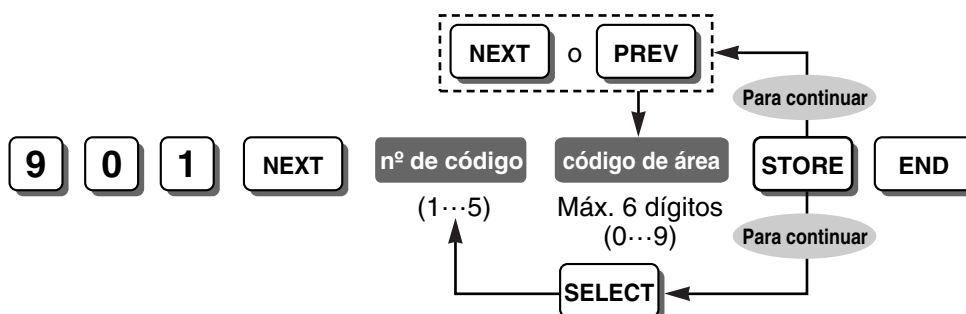 NEXT o PREV
Para continuar
9 0 1 NEXT nº de código código de área STORE END
(1···5) Máx. 6 dígitos
(0···9)
Para continuar
SELECT